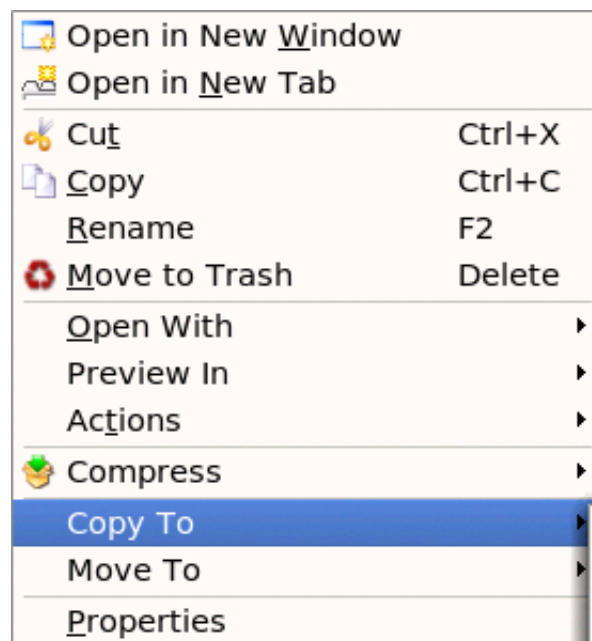 Open in New Window
Open in New Tab
Cut Ctrl+X
Copy Ctrl+C
Rename F2
Move to Trash Delete
Open With
Preview In
Actions
Compress
Copy To
Move To
Properties